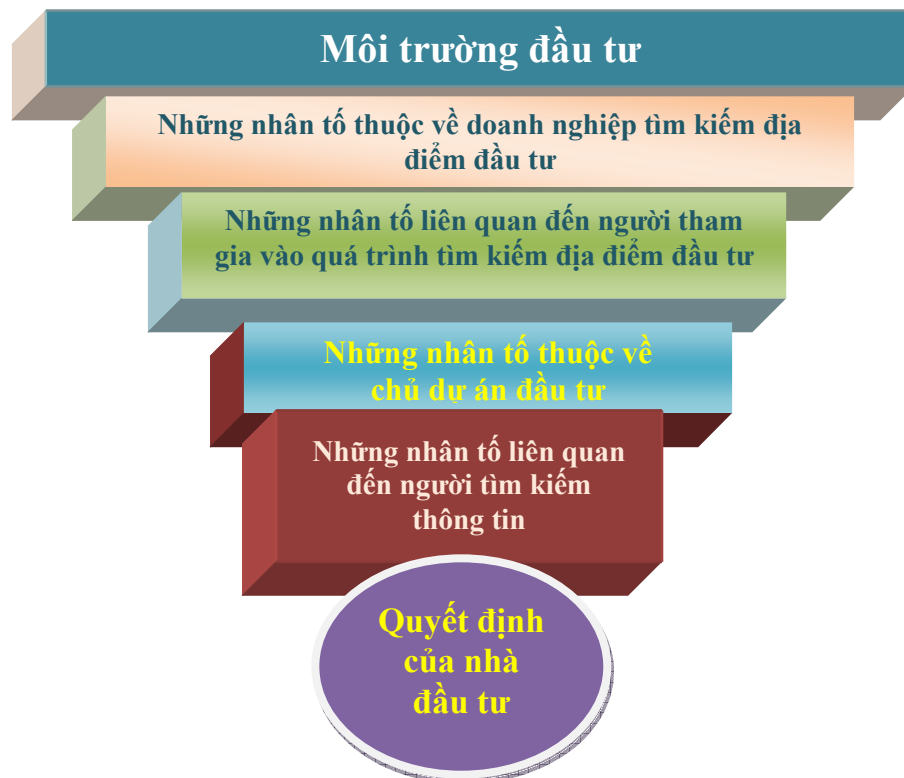 Môi trường đầu tư
Những nhân tố thuộc về doanh nghiệp tìm kiếm địa
điểm đầu tư
Những nhân tố liên quan đến người tham
gia vào quá trình tìm kiếm địa điểm đầu tư
Những nhân tố thuộc về
chủ dự án đầu tư
Những nhân tố liên quan
đến người tìm kiếm
thông tin
Quyết định
của nhà
đầu tư